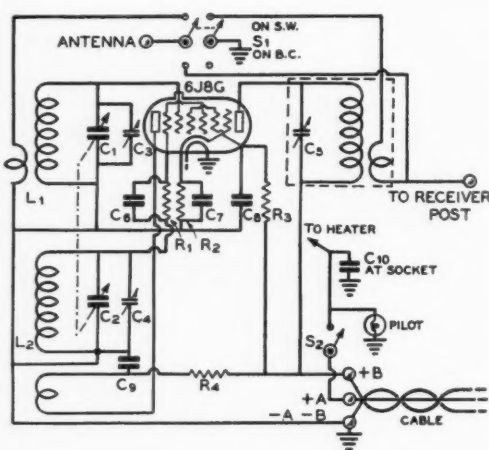 ON S.W.
ANTENNA
S1
ON B.C.
6J8G
C1
C3
C5
L1
C6
C7
C8
R3
TO RECEIVER
POST
R1
R2
TO HEATER
C10
AT SOCKET
L2
C2
C4
S2
PILOT
C9
R4
+B
+A
-A -B
CABLE